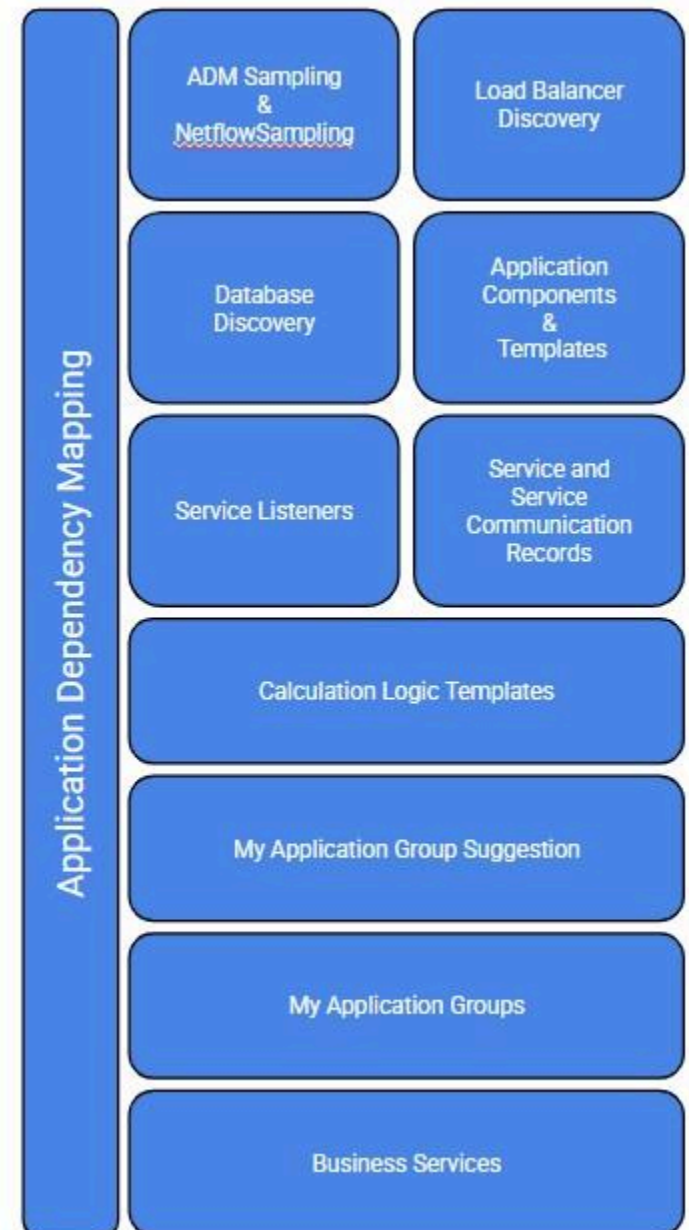 Application Dependency Mapping
ADM Sampling
&
NetflowSampling
Load Balancer
Discovery
Database
Discovery
Application
Components
&
Templates
Service Listeners
Service and
Service
Communication
Records
Calculation Logic Templates
My Application Group Suggestion
My Application Groups
Business Services